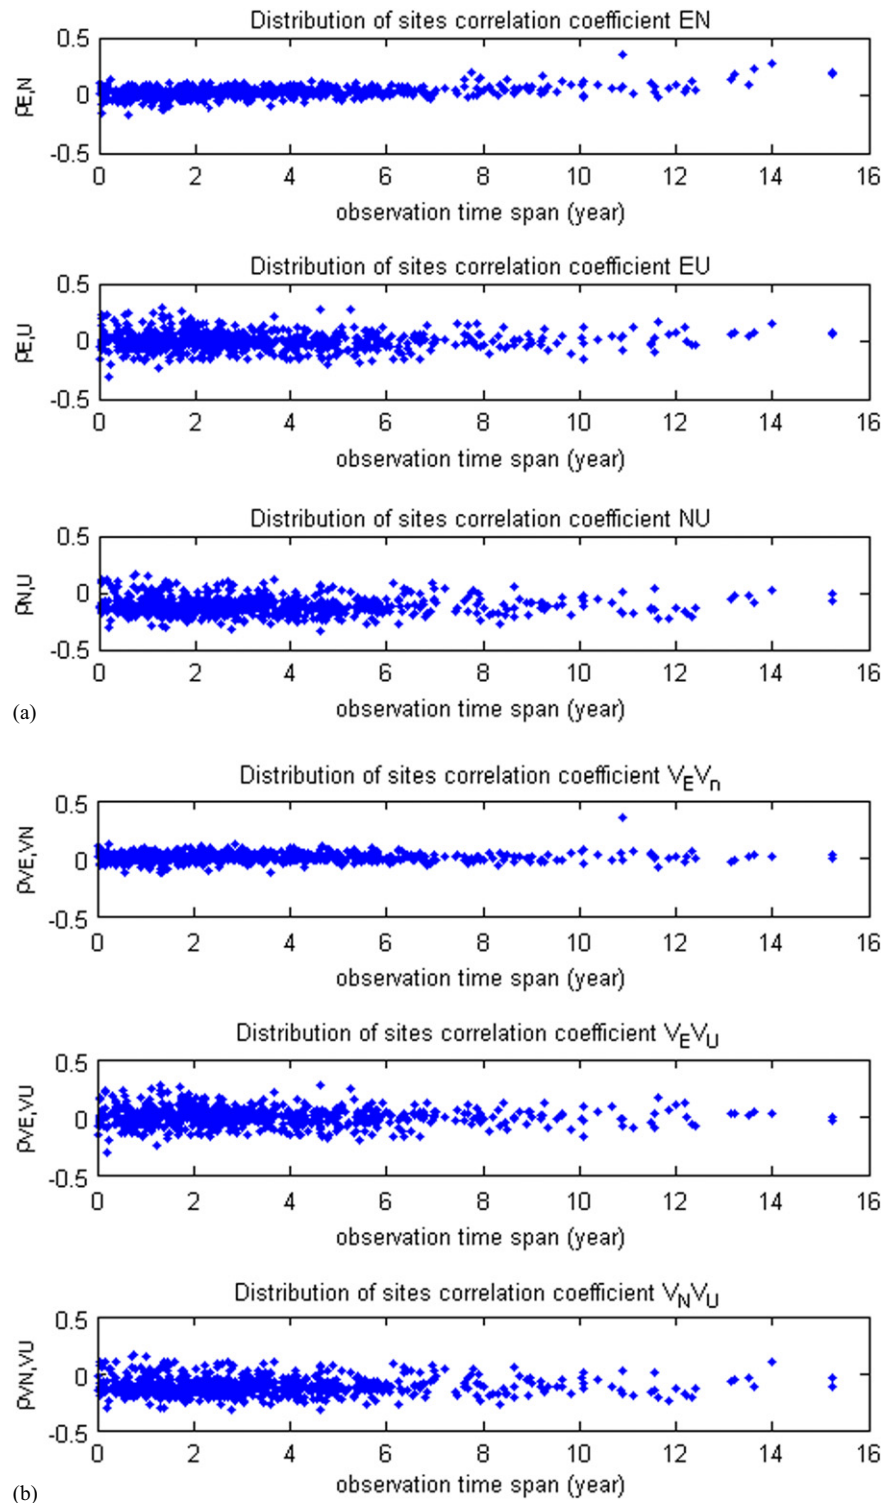 Distribution of sites correlation coefficient EN
0.5
0
-0.5
ρE,N
0 2 4 6 8 10 12 14 16
observation time span (year)
Distribution of sites correlation coefficient EU
0.5
0
-0.5
ρE,U
0 2 4 6 8 10 12 14 16
observation time span (year)
Distribution of sites correlation coefficient NU
0.5
0
-0.5
ρN,U
0 2 4 6 8 10 12 14 16
observation time span (year)
(a)
Distribution of sites correlation coefficient VEVn
0.5
0
-0.5
ρVE,VN
0 2 4 6 8 10 12 14 16
observation time span (year)
Distribution of sites correlation coefficient VEVU
0.5
0
-0.5
ρVE,VU
0 2 4 6 8 10 12 14 16
observation time span (year)
Distribution of sites correlation coefficient VNVU
0.5
0
-0.5
ρVN,VU
0 2 4 6 8 10 12 14 16
observation time span (year)
(b)